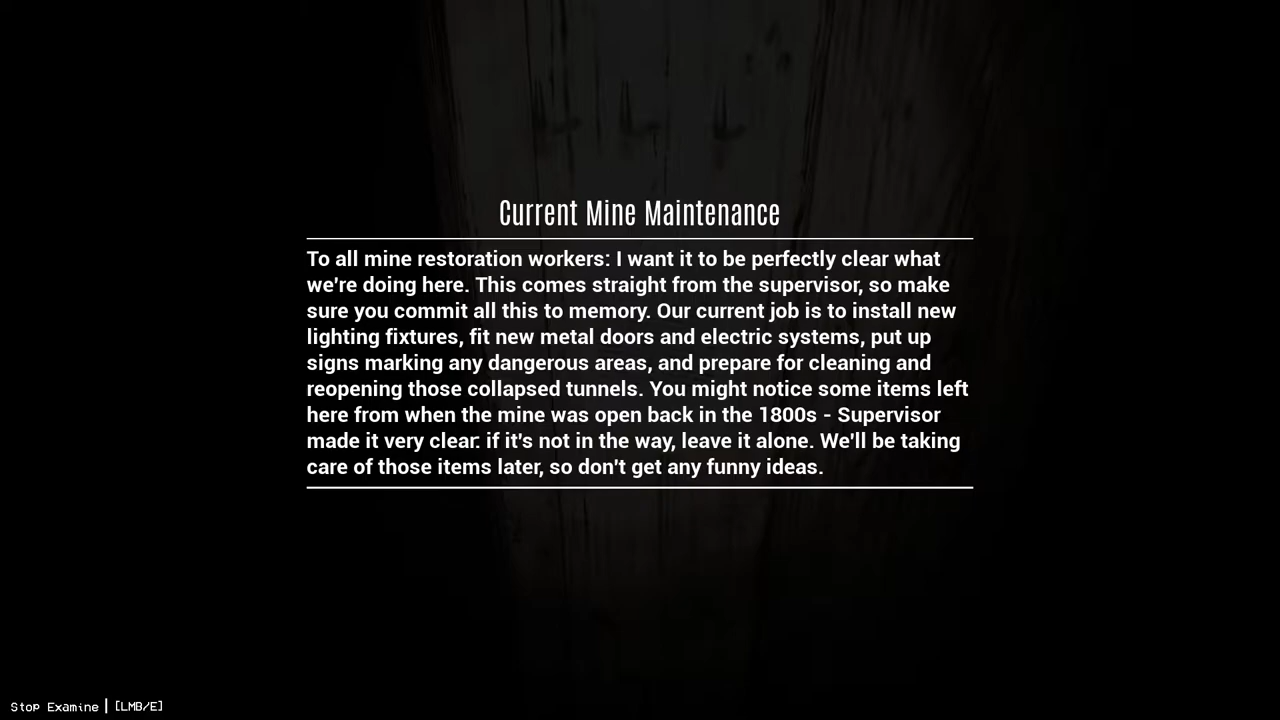 Current Mine Maintenance
To all mine restoration workers: I want it to be perfectly clear what
we're doing here. This comes straight from the supervisor, so make
sure you commit all this to memory. Our current job is to install new
lighting fixtures, fit new metal doors and electric systems, put up
signs marking any dangerous areas, and prepare for cleaning and
reopening those collapsed tunnels. You might notice some items left
here from when the mine was open back in the 1800s - Supervisor
made it very clear: if it's not in the way, leave it alone. We'll be taking
care of those items later, so don't get any funny ideas.
Stop Examine | [LMB/E]